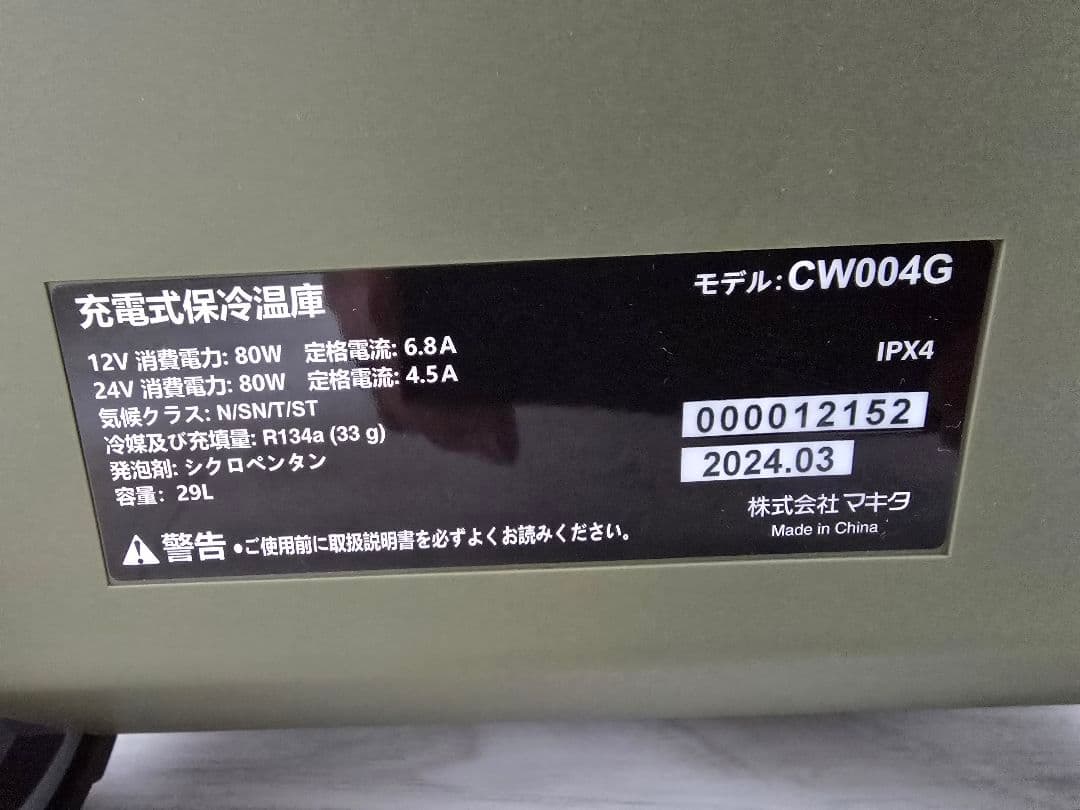 充電式保冷温庫
モデル:CW004G
12V 消費電力: 80W 定格電流: 6.8A
24V 消費電力: 80W 定格電流: 4.5A
IPX4
気候クラス: N/SN/T/ST
冷媒及び充填量: R134a (33 g)
発泡剤: シクロペンタン
容量: 29L
000012152
2024.03
株式会社 マキタ
Made in China
警告 ●ご使用前に取扱説明書を必ずよくお読みください。